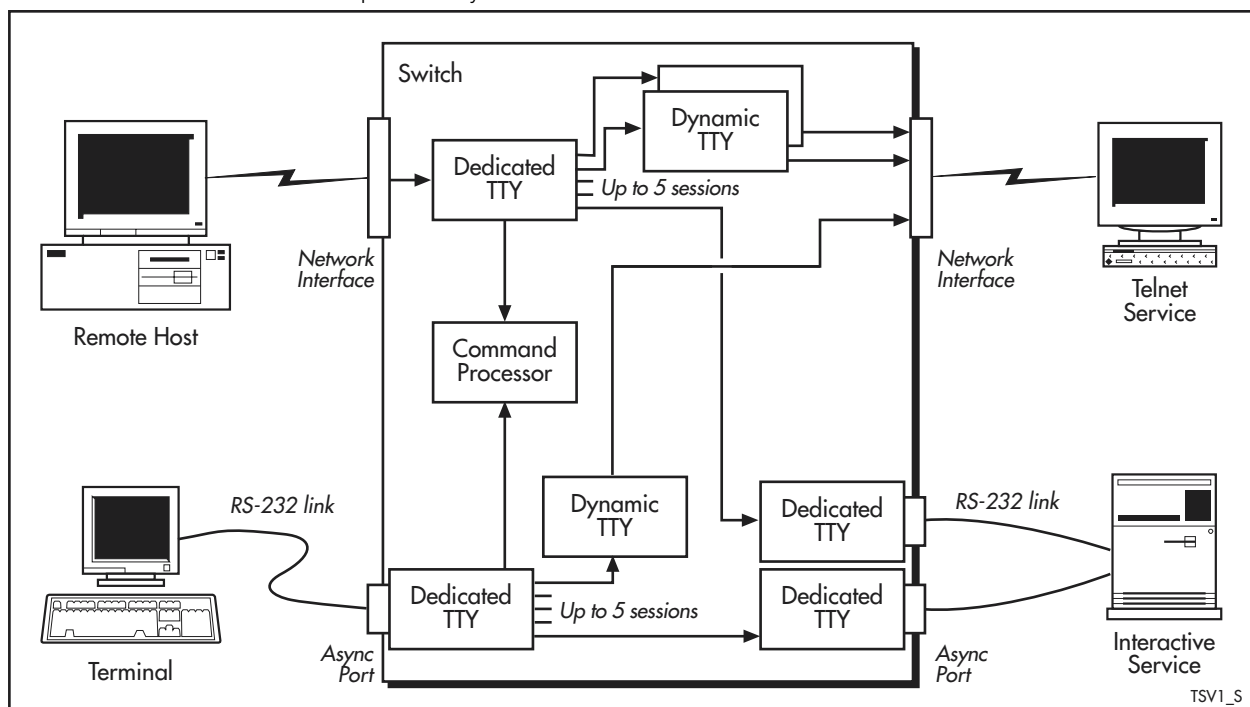 Switch
Dynamic
TTY
Dedicated
TTY
Up to 5 sessions
Network
Interface
Network
Interface
Remote Host
Telnet
Service
Command
Processor
RS-232 link
Dynamic
TTY
Dedicated
TTY
RS-232 link
Dedicated
TTY
Up to 5 sessions
Dedicated
TTY
Async
Port
Async
Port
Terminal
Interactive
Service
TSV1_S